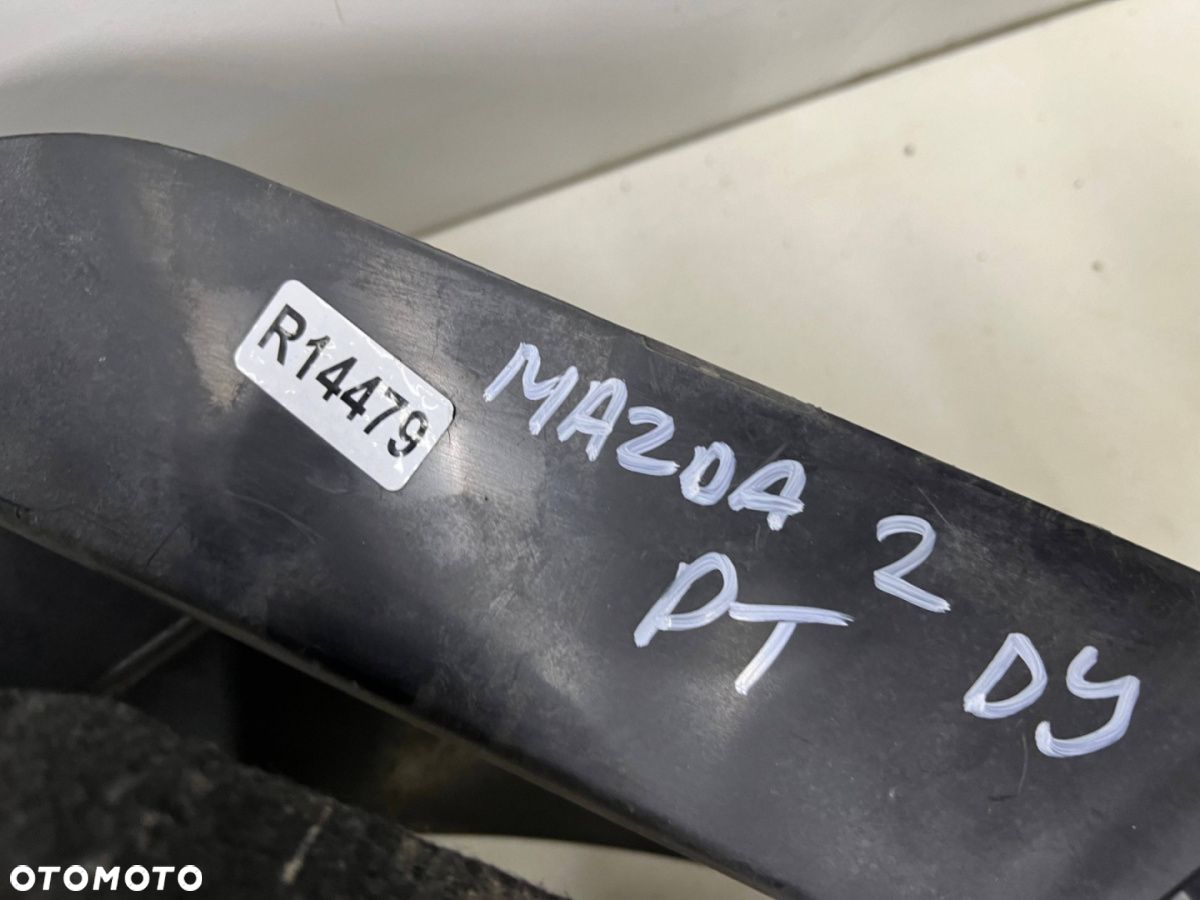 R14479
MAZDA 2 DY
PT
OTOMOTO